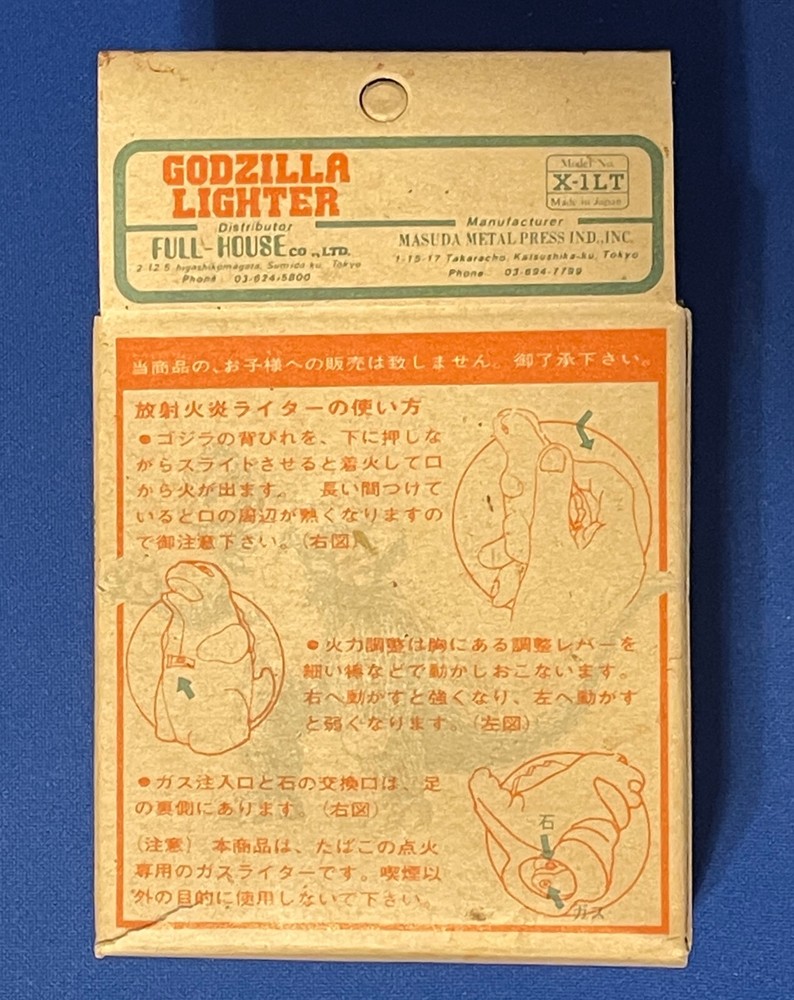 GODZILLA
LIGHTER
Model No.
X-1LT
Made in Japan
Distributor
FULL-HOUSE CO.,LTD.
2-12-5 higashikomagata, Sumida-ku, Tokyo
Phone 03-624-5800
Manufacturer
MASUDA METAL PRESS IND.,INC.
1-15-17 Takaracho, Katsushika-ku, Tokyo
Phone 03-694-7799
当商品の、お子様への販売は致しません。御了承下さい。
放射火炎ライターの使い方
●ゴジラの背びれを、下に押しな
がらスライドさせると着火して口
から火が出ます。 長い間つけて
いると口の周辺が熱くなりますの
で御注意下さい。(右図)
●火力調整は胸にある調整レバーを
細い棒などで動かしおこないます。
右へ動かすと強くなり、左へ動かす
と弱くなります。(左図)
●ガス注入口と石の交換口は、足
の裏側にあります。(右図)
(注意) 本商品は、たばこの点火
専用のガスライターです。喫煙以
外の目的に使用しないで下さい。
石
ガス